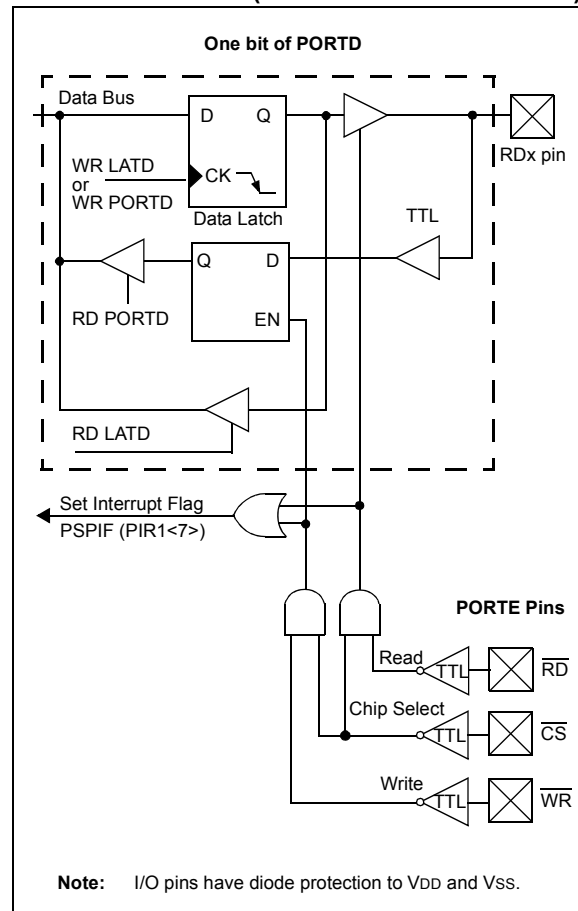 One bit of PORTD
Data Bus
D Q
RDx pin
WR LATD
or
WR PORTD
CK
Data Latch
TTL
Q D
EN
RD PORTD
RD LATD
Set Interrupt Flag
PSPIF (PIR1<7>)
PORTE Pins
Read
TTL RD
Chip Select
TTL CS
Write
TTL WR
Note: I/O pins have diode protection to VDD and VSS.